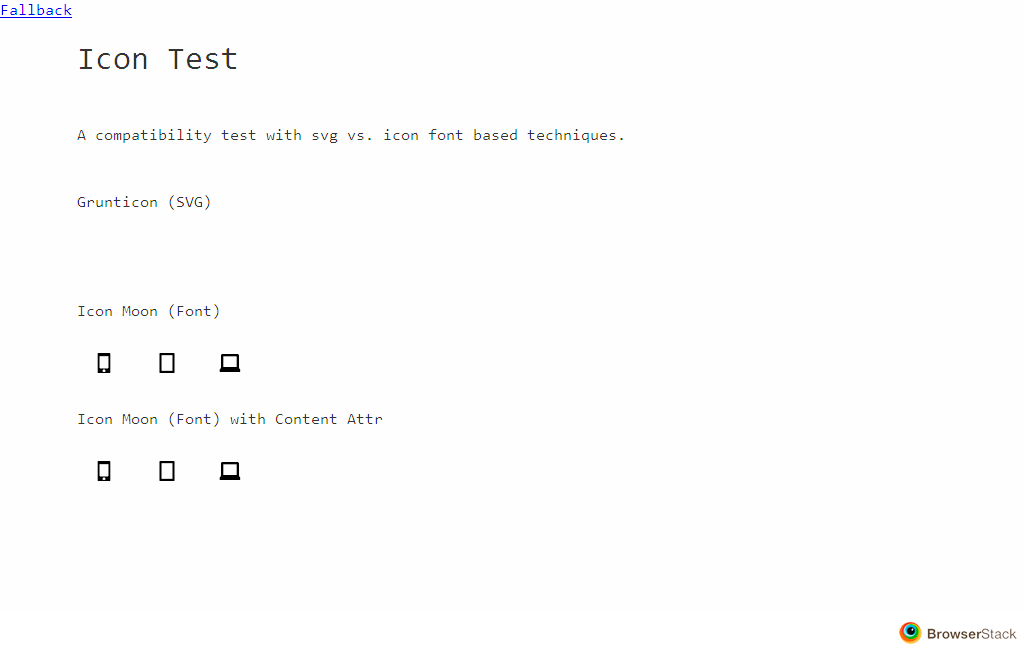 Fallback
Icon Test
A compatibility test with svg vs. icon font based techniques.
Grunticon (SVG)
Icon Moon (Font)
Icon Moon (Font) with Content Attr
BrowserStack